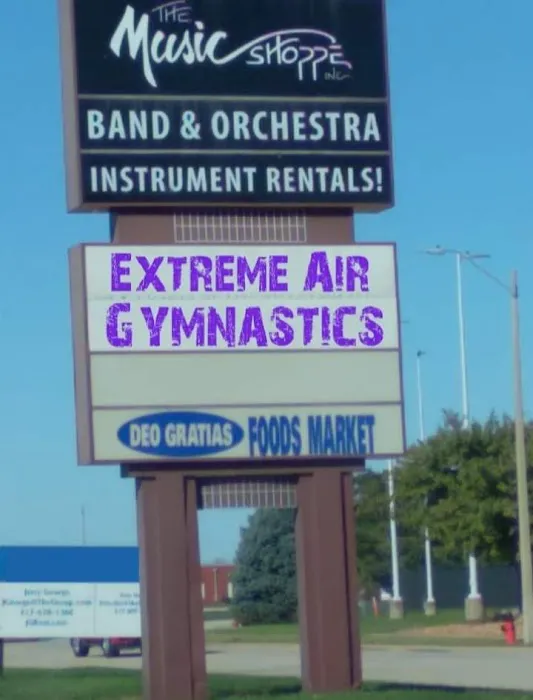 THE
Music SHOPPE
INC.
BAND & ORCHESTRA
INSTRUMENT RENTALS!
EXTREME AIR
GYMNASTICS
DEO GRATIAS FOODS MARKET